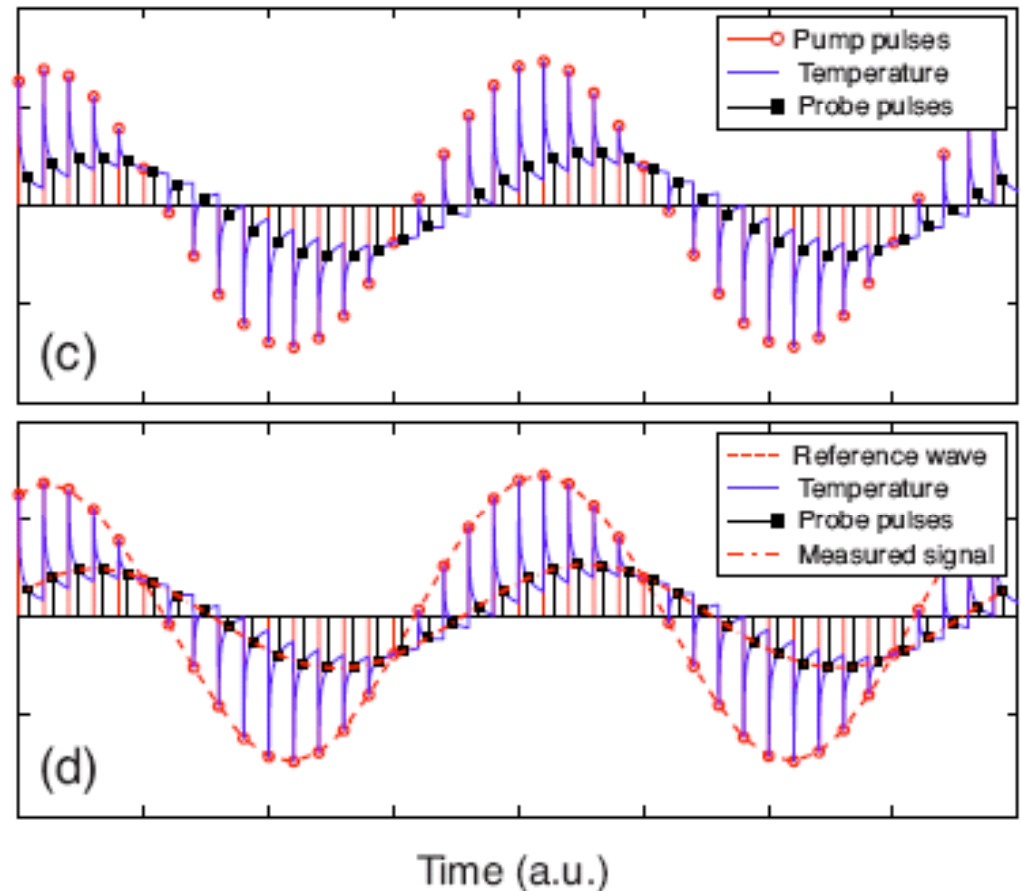 Pump pulses
Temperature
Probe pulses
(c)
Reference wave
Temperature
Probe pulses
Measured signal
(d)
Time (a.u.)